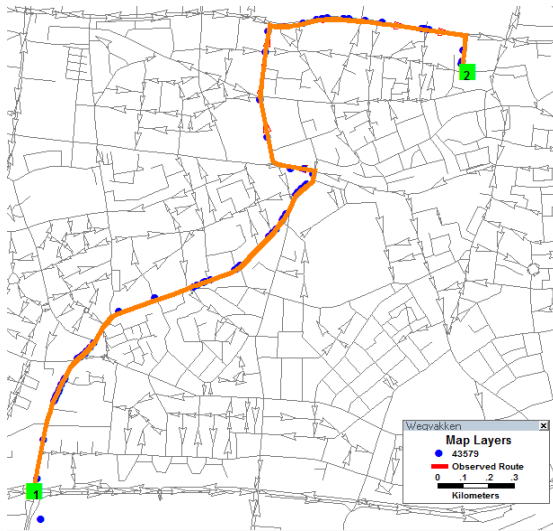 2
1
Wegvakken
Map Layers
43579
Observed Route
0 .1 .2 .3
Kilometers